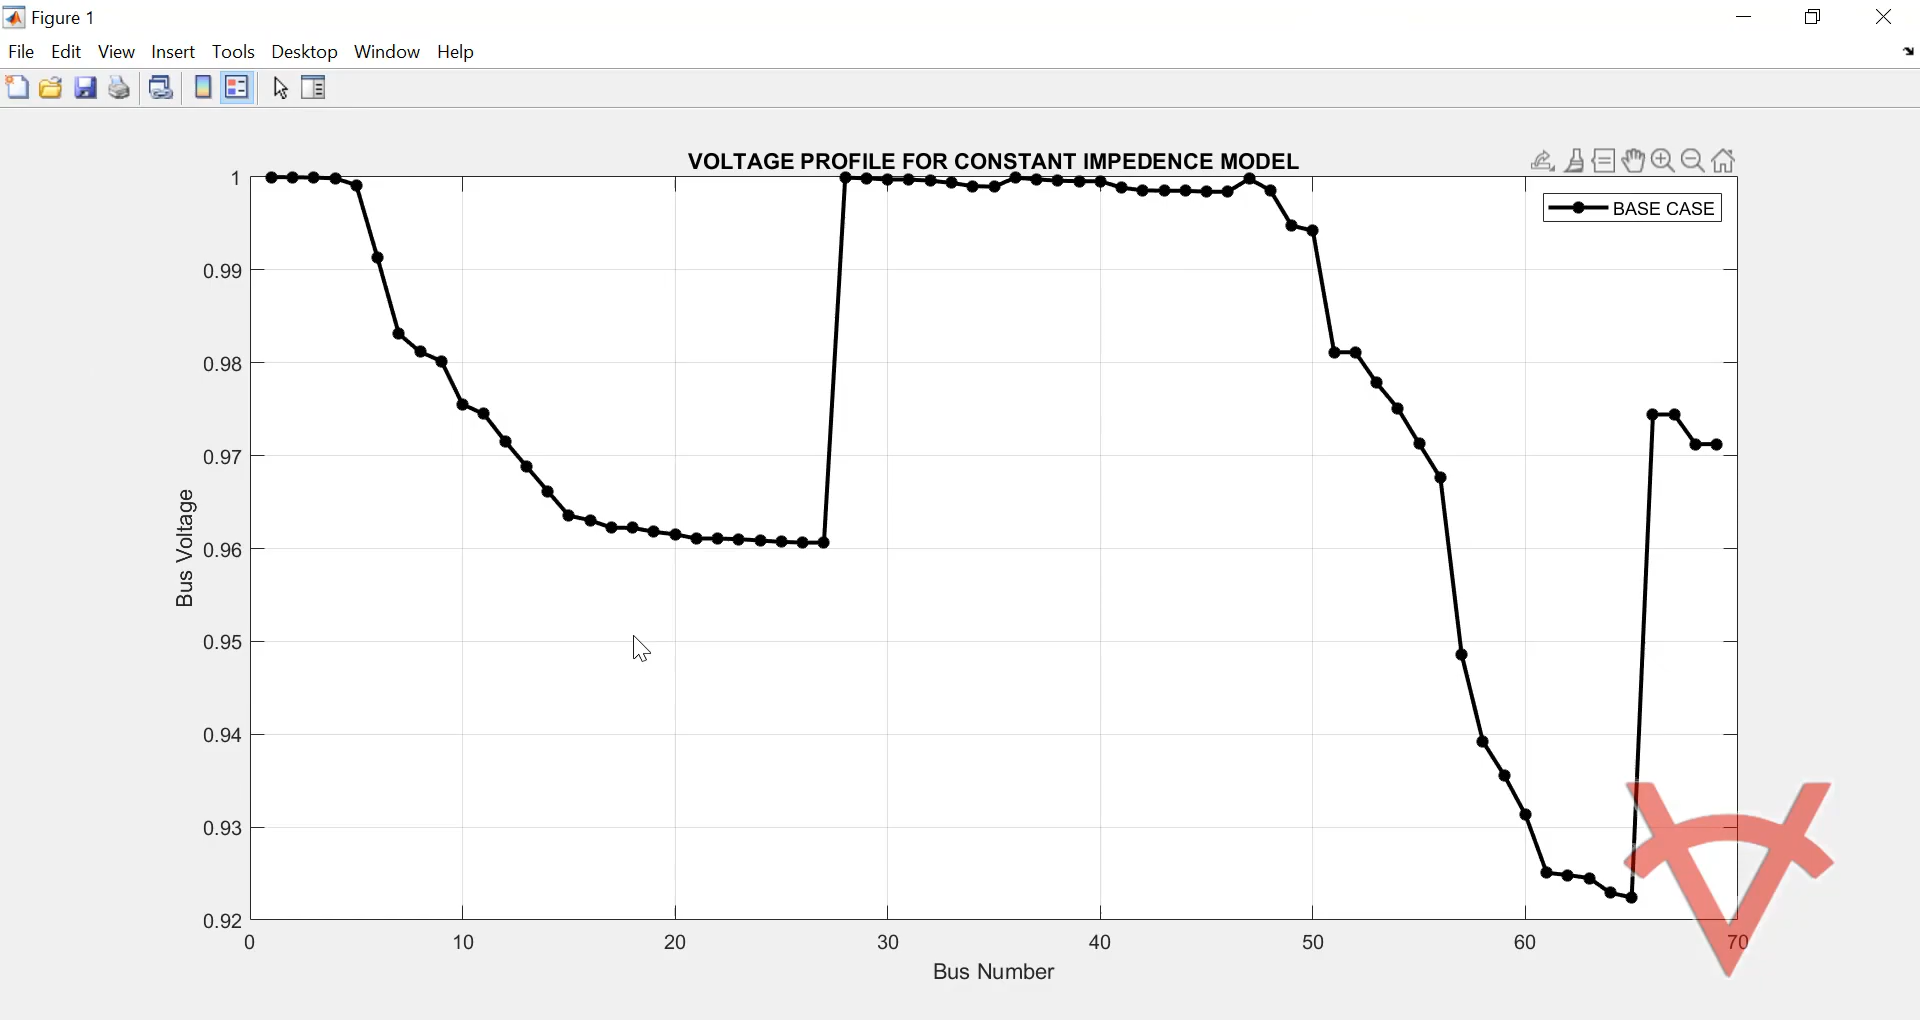 Figure 1
File Edit View Insert Tools Desktop Window Help
VOLTAGE PROFILE FOR CONSTANT IMPEDENCE MODEL
BASE CASE
1
0.99
0.98
0.97
0.96
0.95
0.94
0.93
0.92
Bus Voltage
0 10 20 30 40 50 60 70
Bus Number